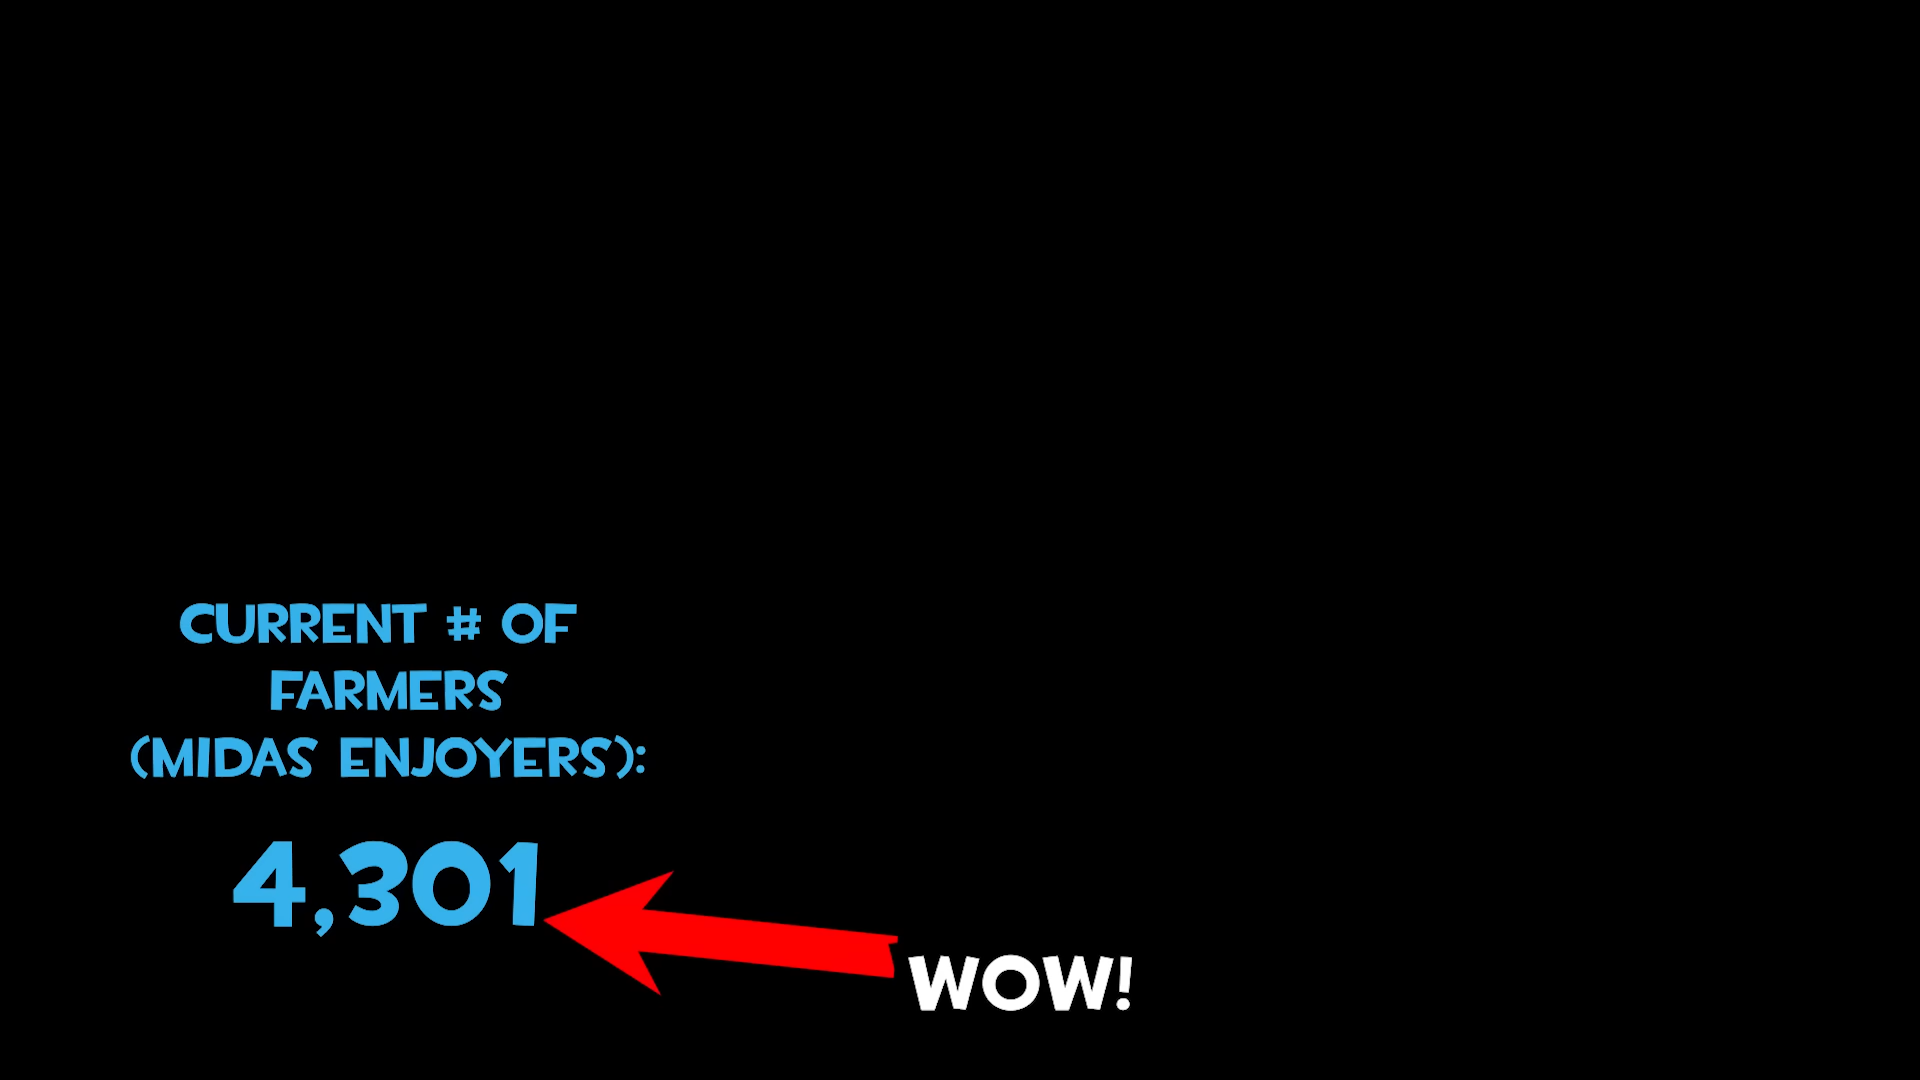 CURRENT # OF
FARMERS
(MIDAS ENJOYERS):
4,301
WOW!